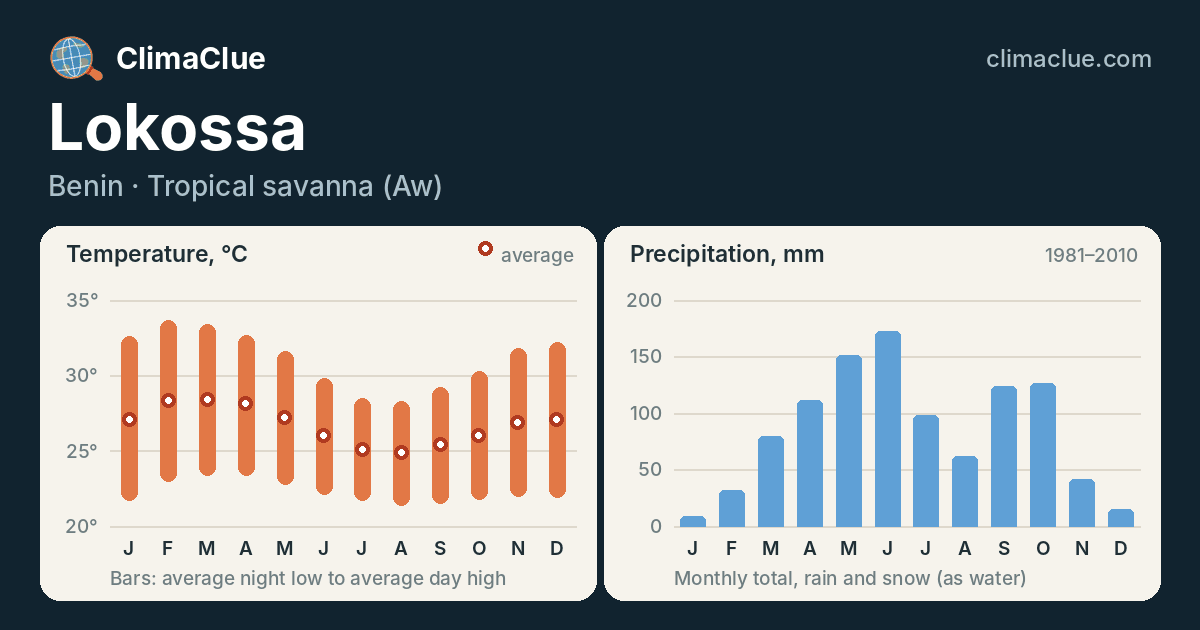 ClimaClue
climaclue.com
Lokossa
Benin · Tropical savanna (Aw)
Temperature, °C
average
35°
30°
25°
20°
J F M A M J J A S O N D
Bars: average night low to average day high
Precipitation, mm
1981–2010
200
150
100
50
0
J F M A M J J A S O N D
Monthly total, rain and snow (as water)